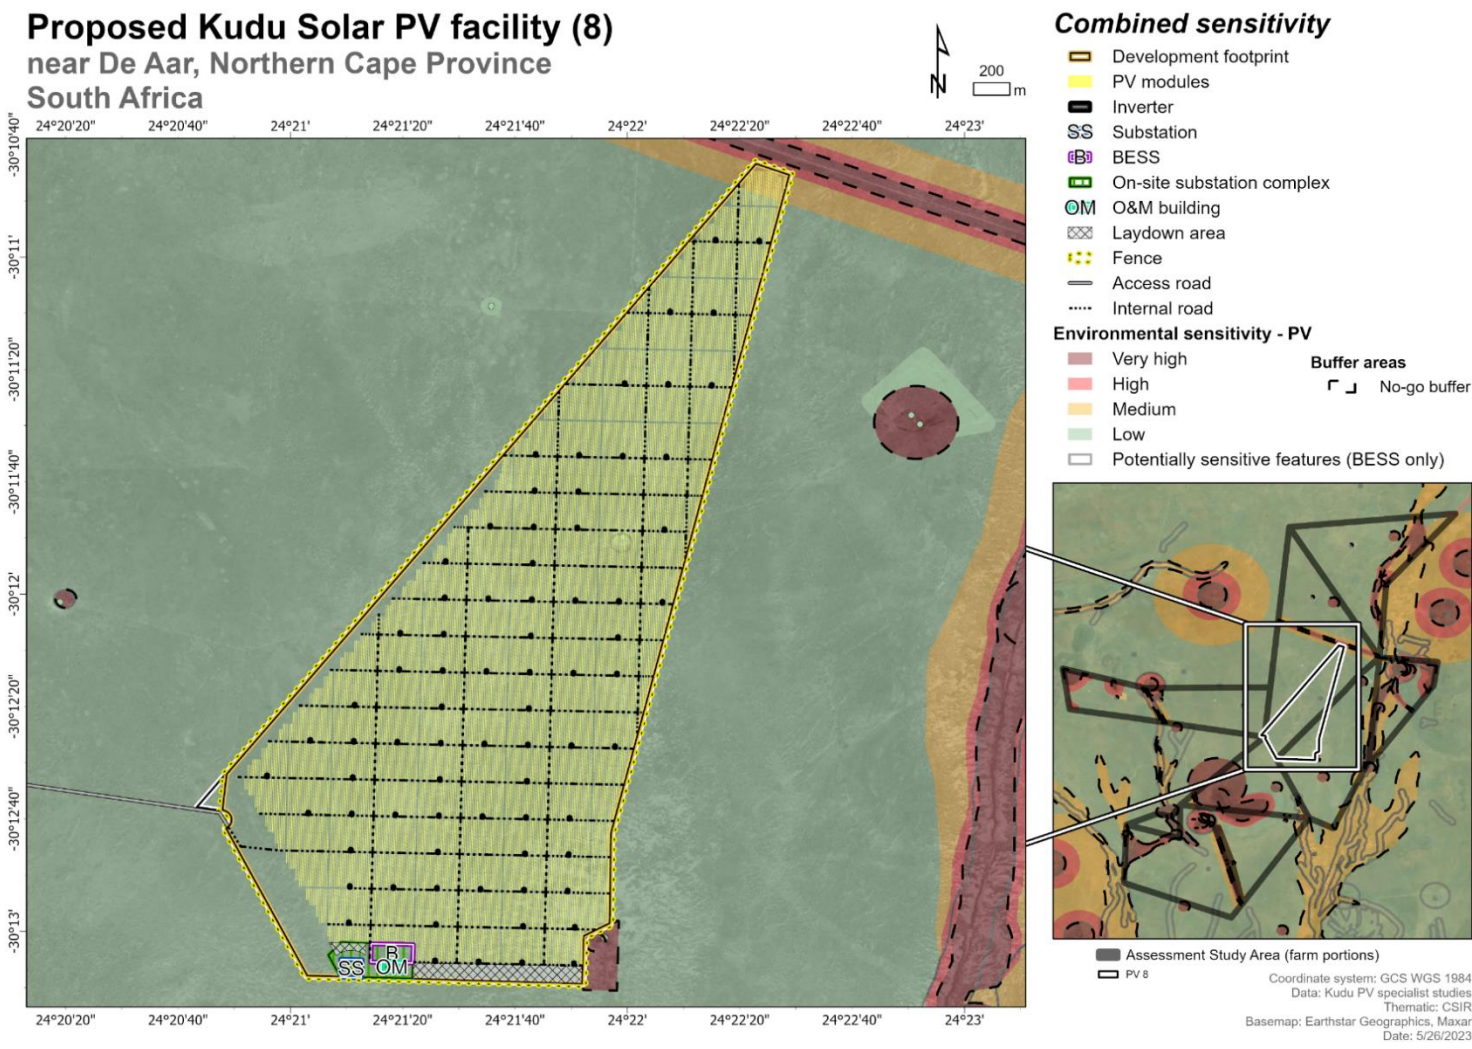 Proposed Kudu Solar PV facility (8)
near De Aar, Northern Cape Province
South Africa
N
200
m
24°20'20" 24°20'40" 24°21' 24°21'20" 24°21'40" 24°22' 24°22'20" 24°22'40" 24°23'
-30°10'40"
-30°11'
-30°11'20"
-30°11'40"
-30°12'
-30°12'20"
-30°12'40"
-30°13'
B
SS OM
24°20'20" 24°20'40" 24°21' 24°21'20" 24°21'40" 24°22' 24°22'20" 24°22'40" 24°23'
Combined sensitivity
Development footprint
PV modules
Inverter
SS Substation
B BESS
On-site substation complex
OM O&M building
Laydown area
Fence
Access road
Internal road
Environmental sensitivity - PV
Very high
High
Medium
Low
Potentially sensitive features (BESS only)
Buffer areas
No-go buffer
Assessment Study Area (farm portions)
PV 8
Coordinate system: GCS WGS 1984
Data: Kudu PV specialist studies
Thematic: CSIR
Basemap: Earthstar Geographics, Maxar
Date: 5/26/2023